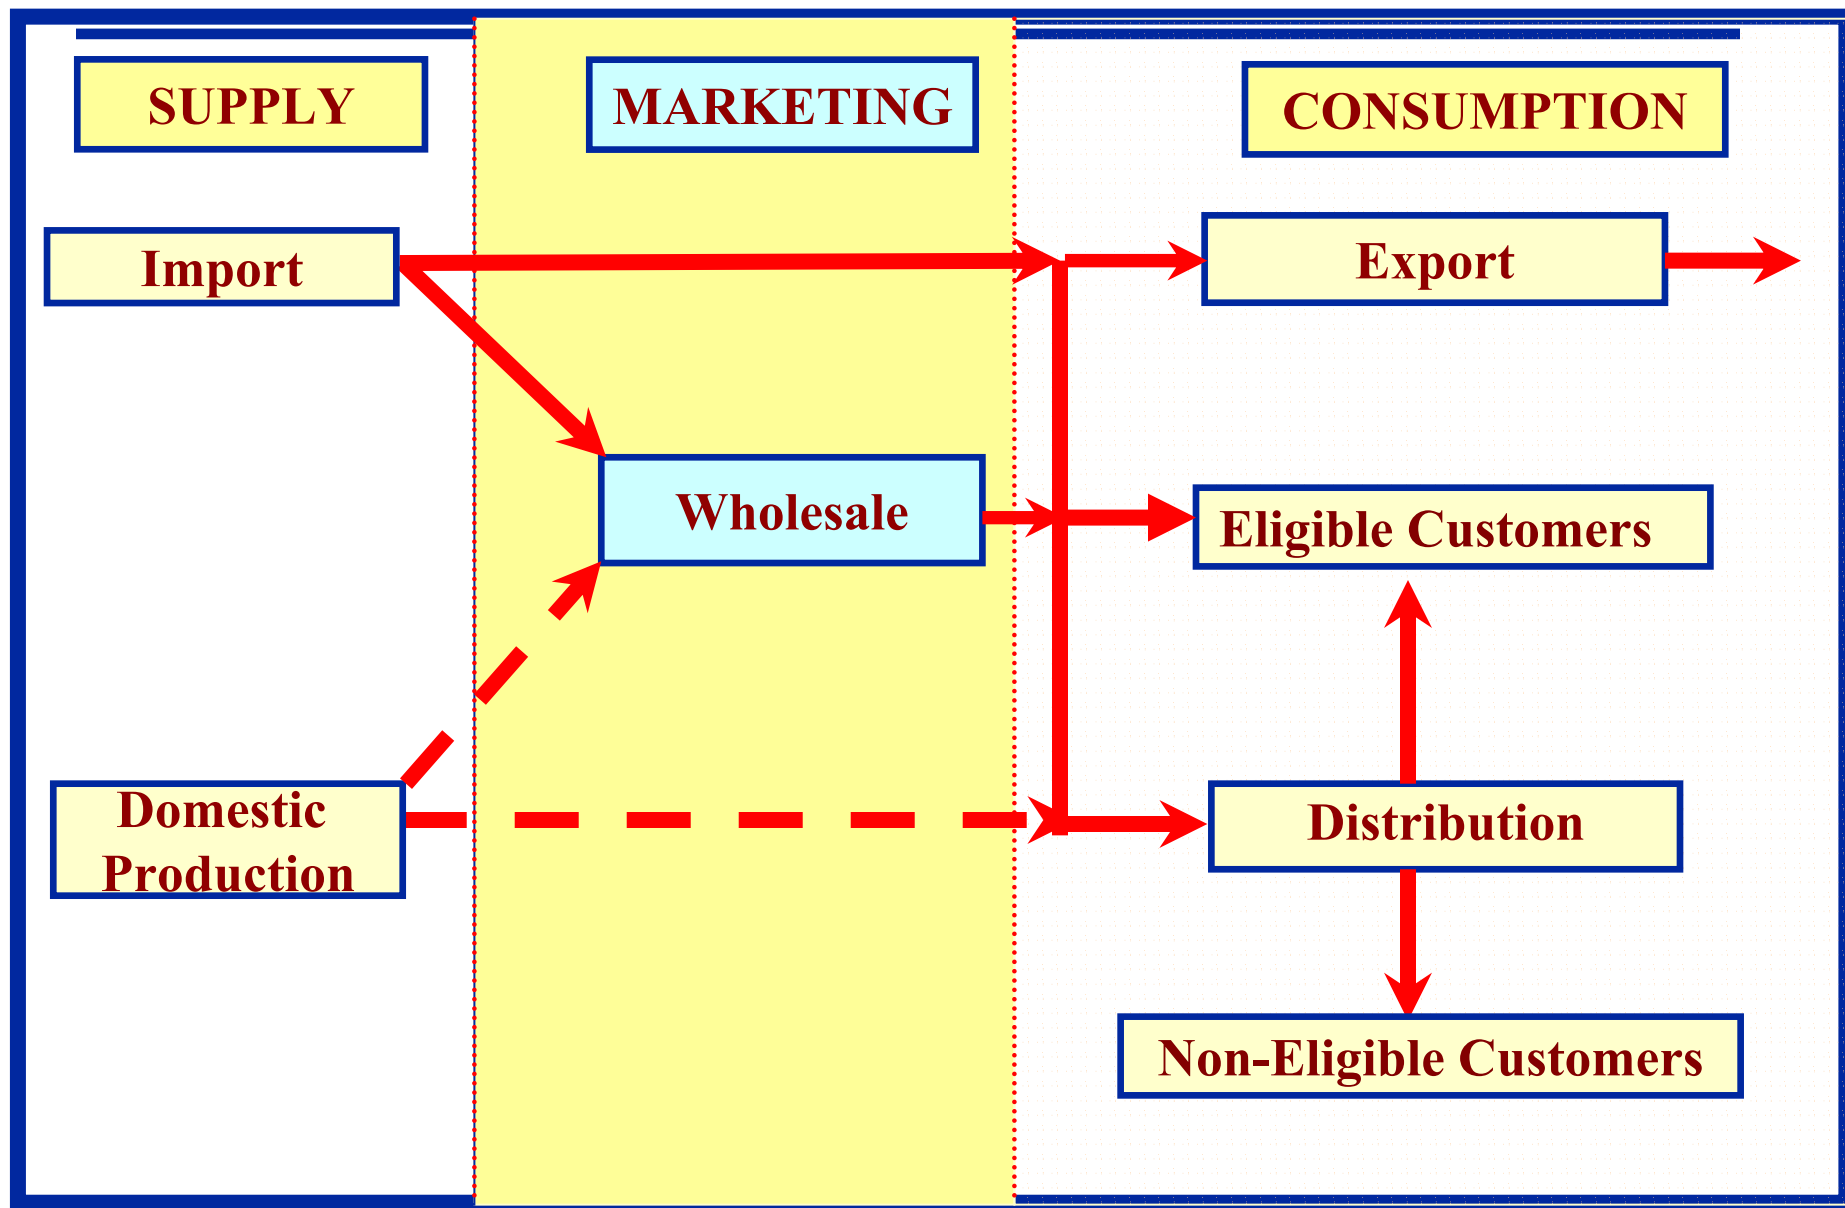 SUPPLY
MARKETING
CONSUMPTION
Import
Export
Wholesale
Eligible Customers
Domestic
Production
Distribution
Non-Eligible Customers